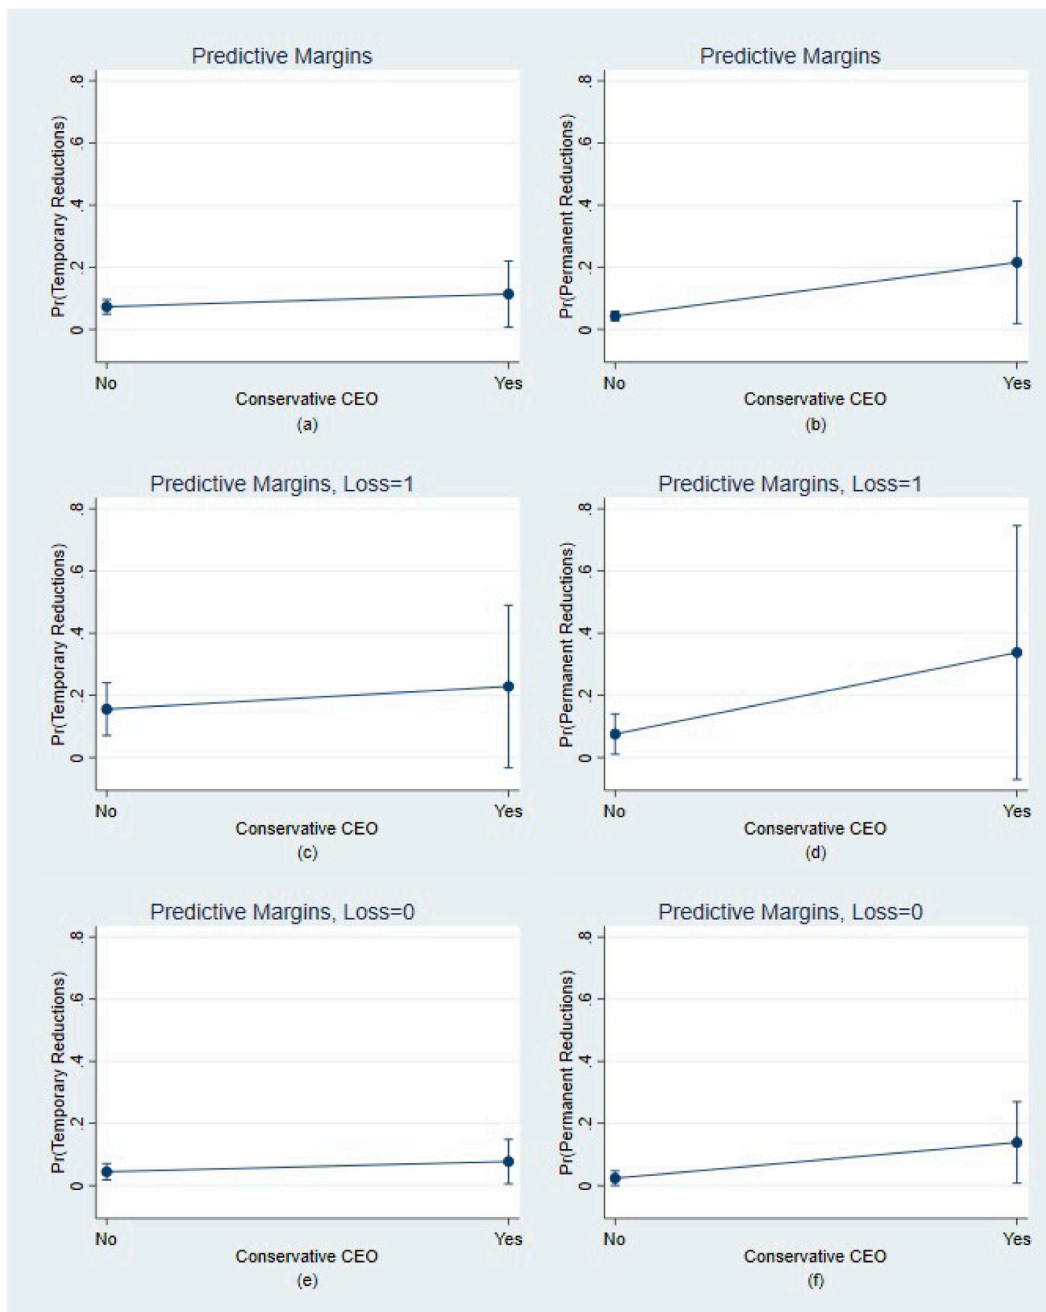 Predictive Margins
Pr(Temporary Reductions)
.8
.6
.4
.2
0
No
Yes
Conservative CEO
(a)
Predictive Margins
Pr(Permanent Reductions)
.8
.6
.4
.2
0
No
Yes
Conservative CEO
(b)
Predictive Margins, Loss=1
Pr(Temporary Reductions)
.8
.6
.4
.2
0
No
Yes
Conservative CEO
(c)
Predictive Margins, Loss=1
Pr(Permanent Reductions)
.8
.6
.4
.2
0
No
Yes
Conservative CEO
(d)
Predictive Margins, Loss=0
Pr(Temporary Reductions)
.8
.6
.4
.2
0
No
Yes
Conservative CEO
(e)
Predictive Margins, Loss=0
Pr(Permanent Reductions)
.8
.6
.4
.2
0
No
Yes
Conservative CEO
(f)